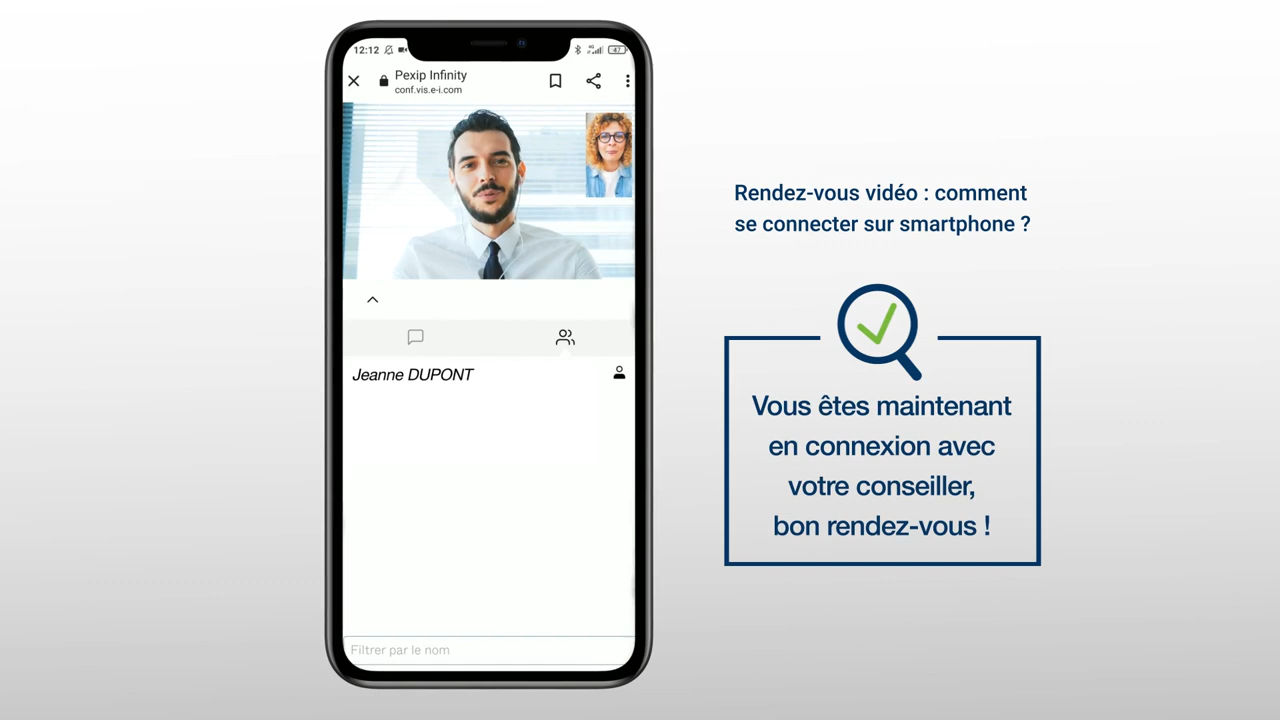 12:12
47
Pexip Infinity
conf.vis.e-i.com
Jeanne DUPONT
Filtrer par le nom
Rendez-vous vidéo : comment
se connecter sur smartphone ?
Vous êtes maintenant
en connexion avec
votre conseiller,
bon rendez-vous !